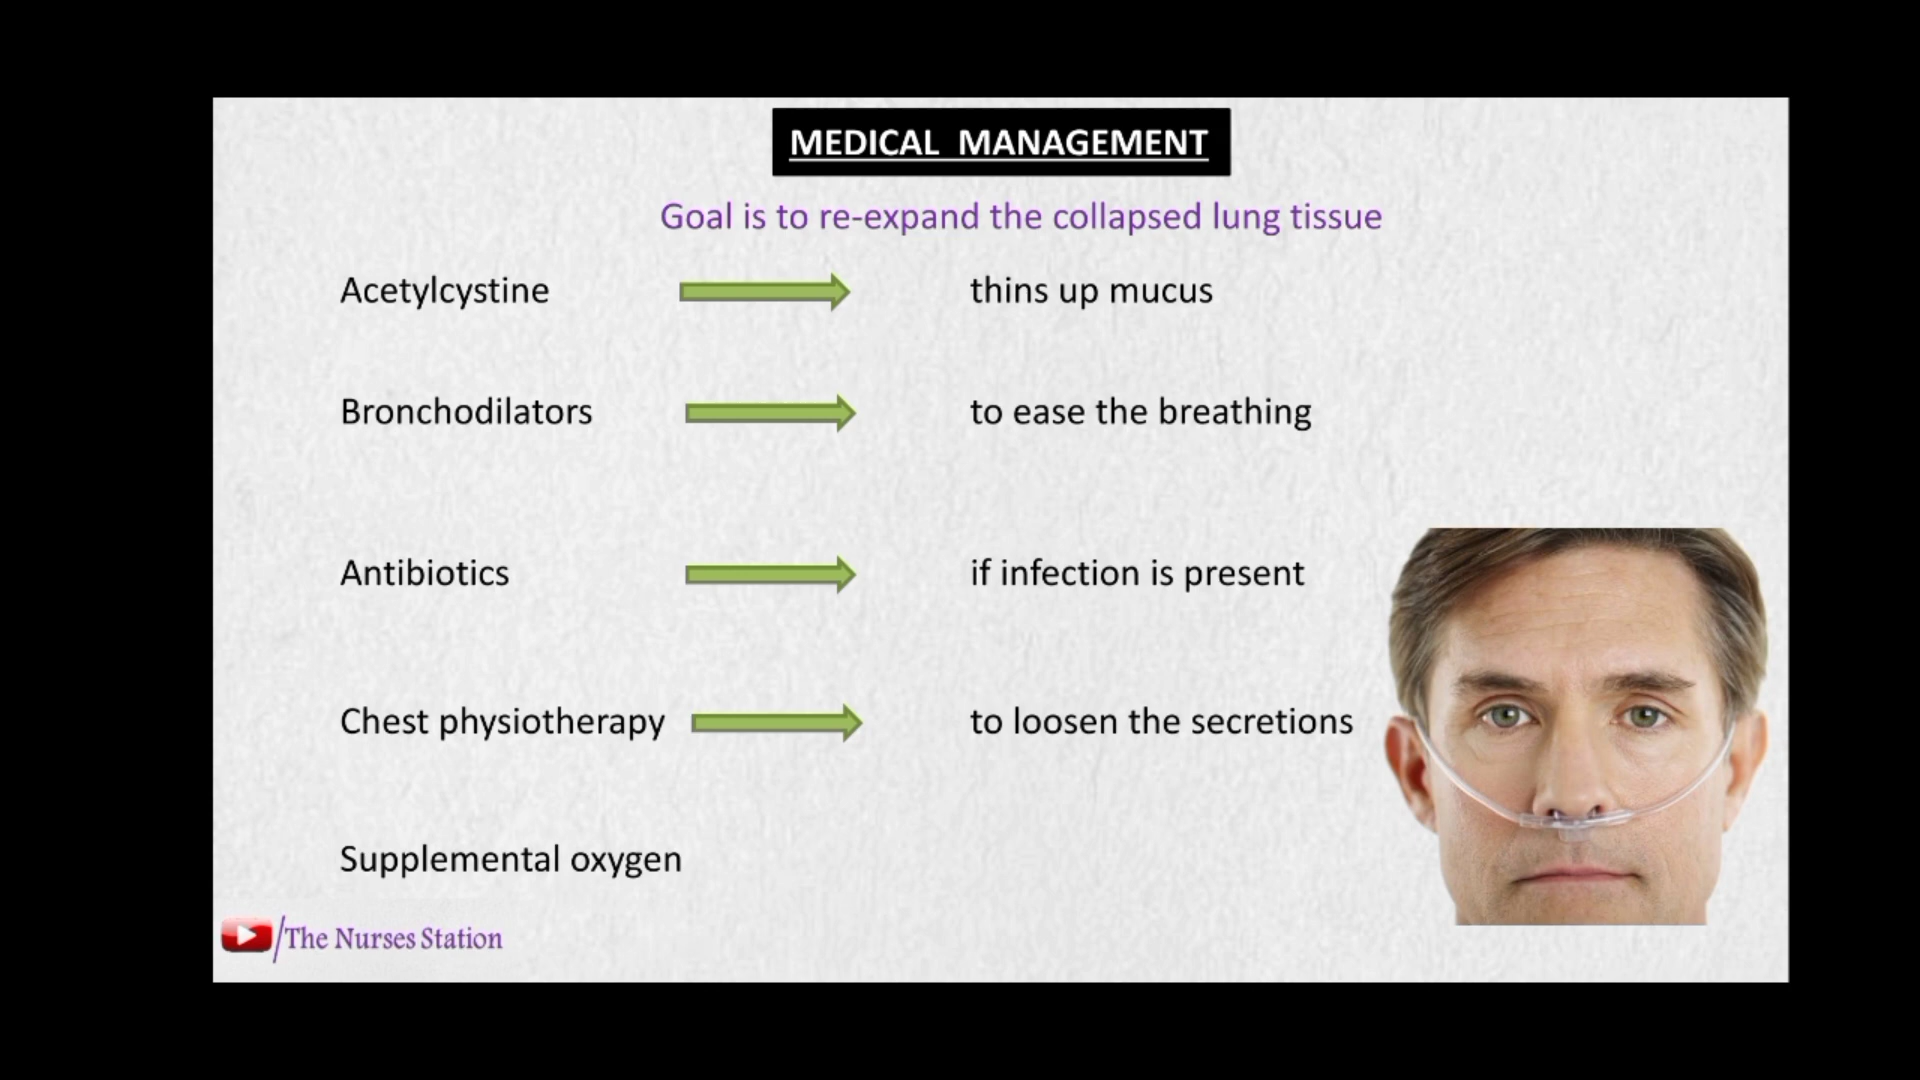 MEDICAL MANAGEMENT
Goal is to re-expand the collapsed lung tissue
Acetylcystine thins up mucus
Bronchodilators to ease the breathing
Antibiotics if infection is present
Chest physiotherapy to loosen the secretions
Supplemental oxygen
/The Nurses Station